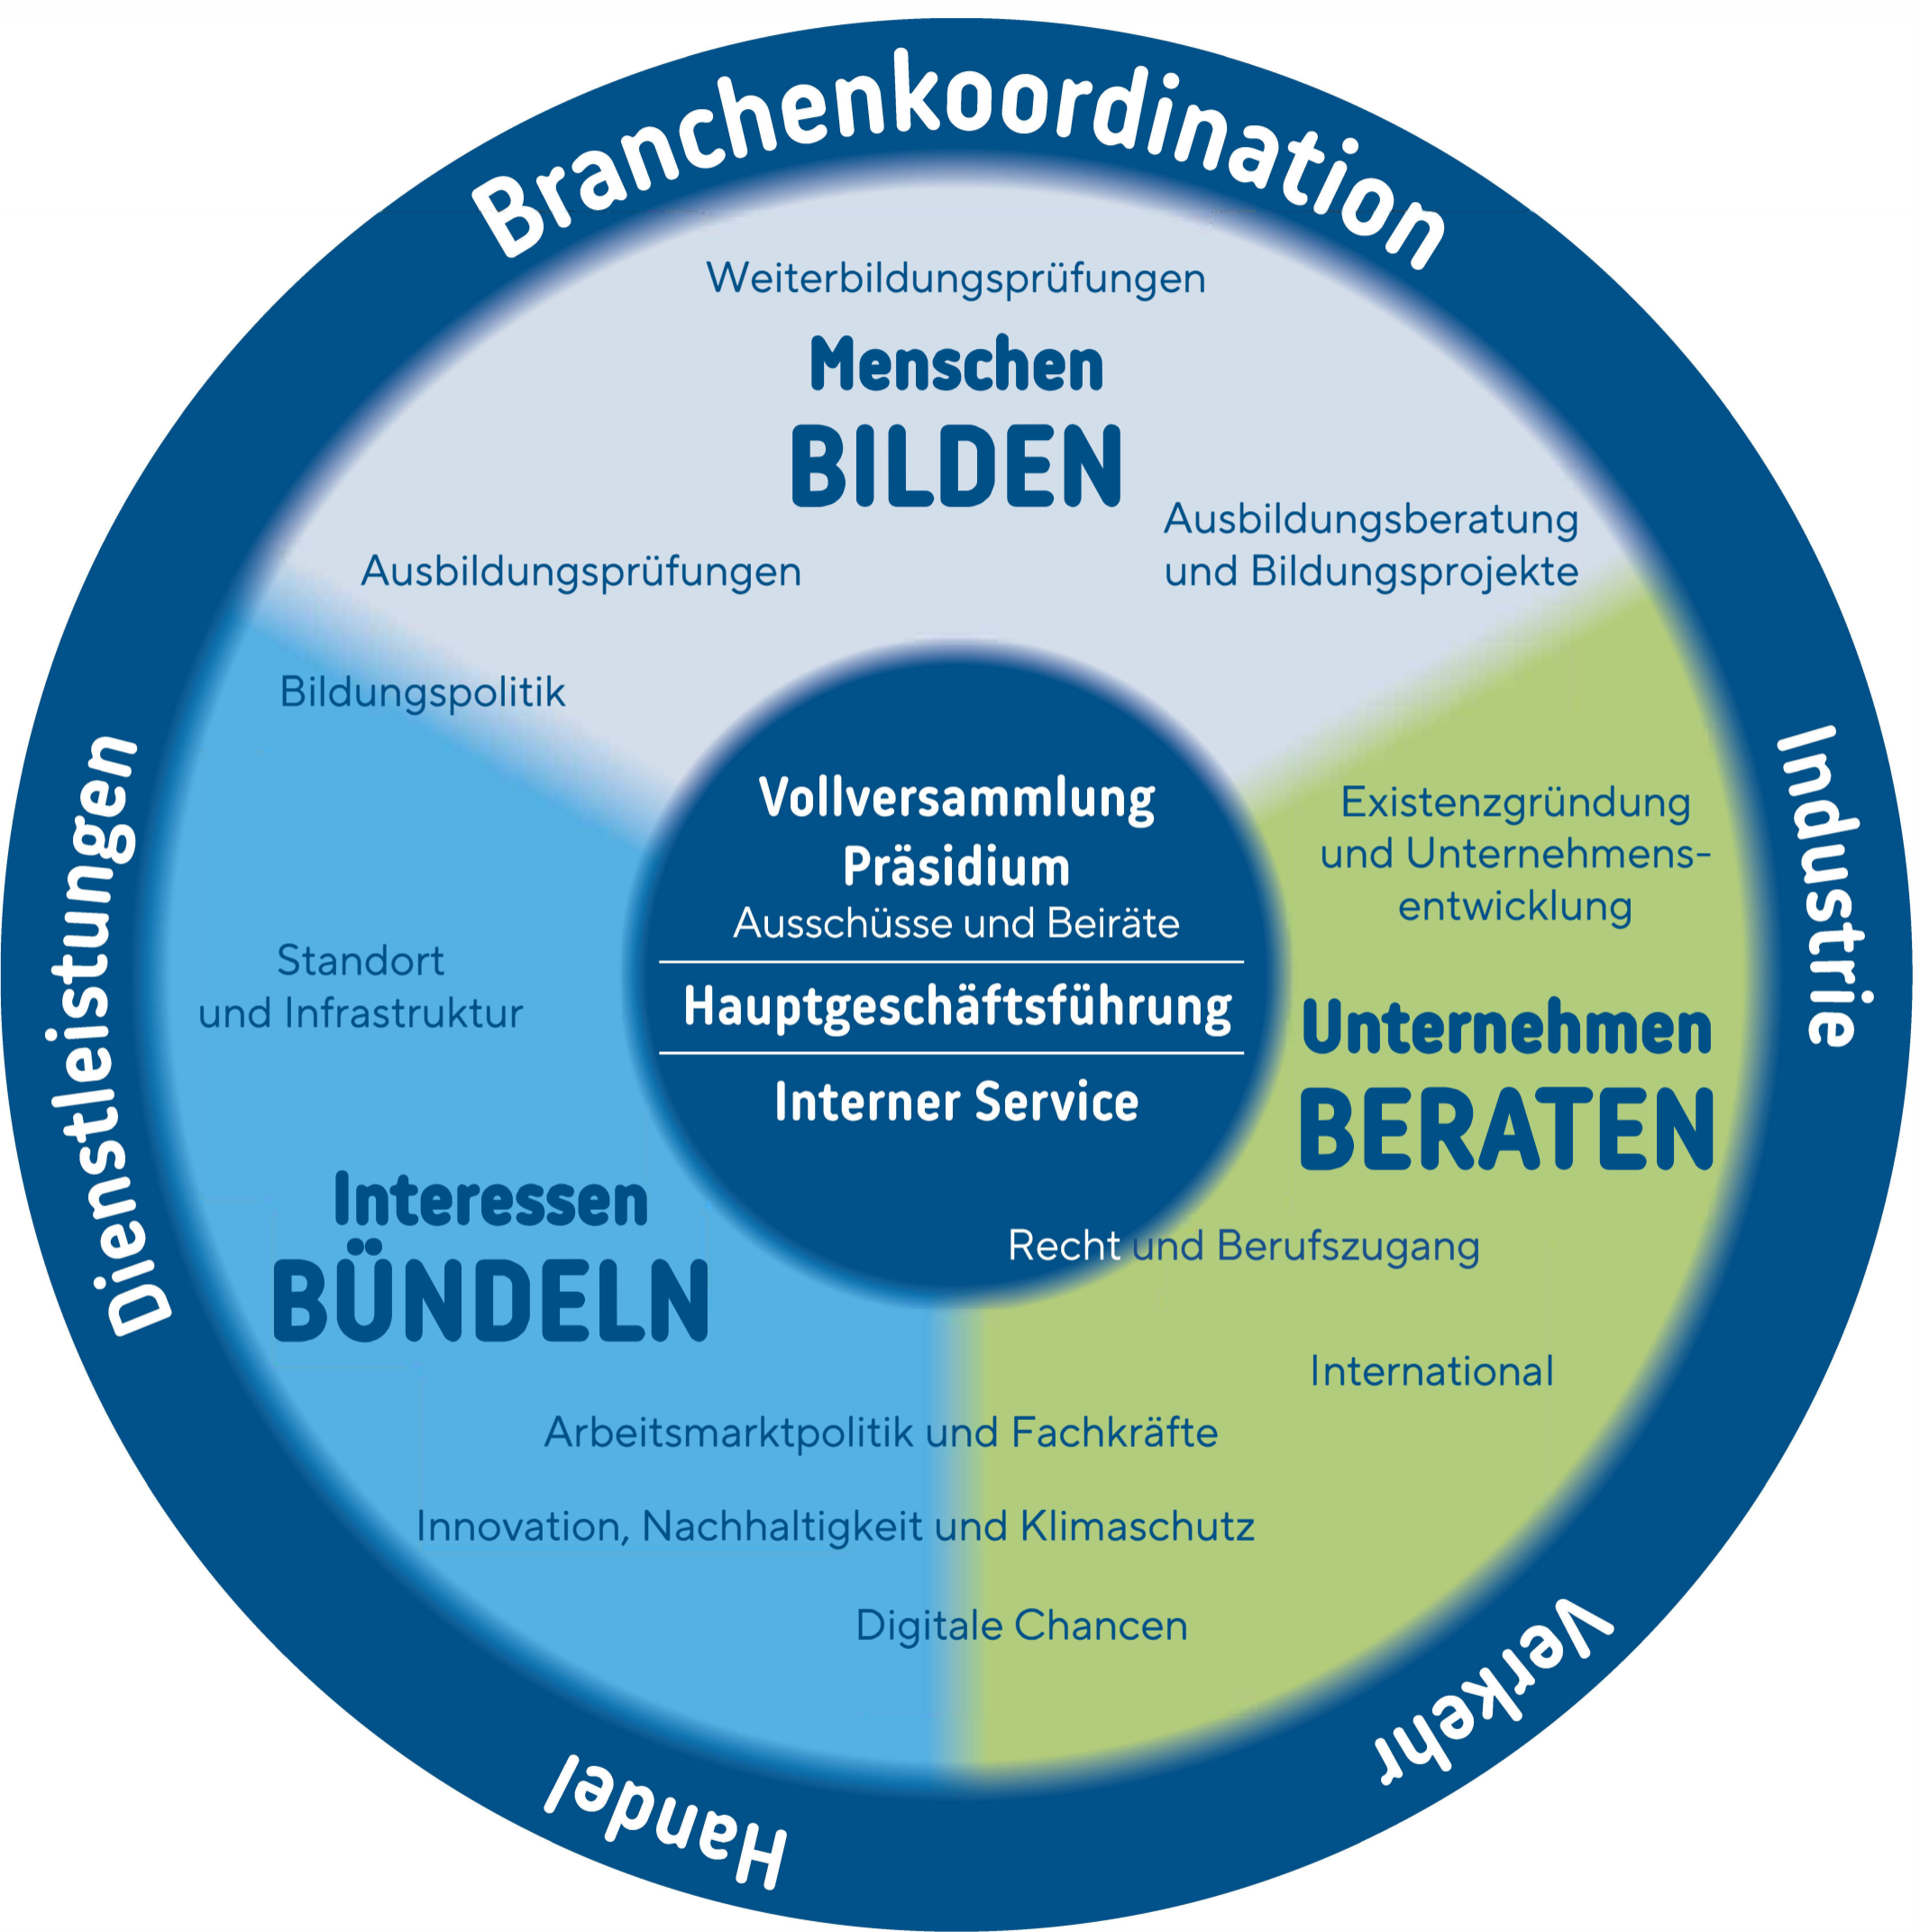 Branchenkoordination
Weiterbildungsprüfungen
Menschen
BILDEN
Ausbildungsberatung
und Bildungsprojekte
Ausbildungsprüfungen
Bildungspolitik
Vollversammlung
Präsidium
Ausschüsse und Beiräte
Hauptgeschäftsführung
Interner Service
Existenzgründung
und Unternehmens-
entwicklung
Unternehmen
BERATEN
Standort
und Infrastruktur
Interessen
BÜNDELN
Recht und Berufszugang
International
Arbeitsmarktpolitik und Fachkräfte
Innovation, Nachhaltigkeit und Klimaschutz
Digitale Chancen
Industrie
Verkehr
Handel
Dienstleistungen